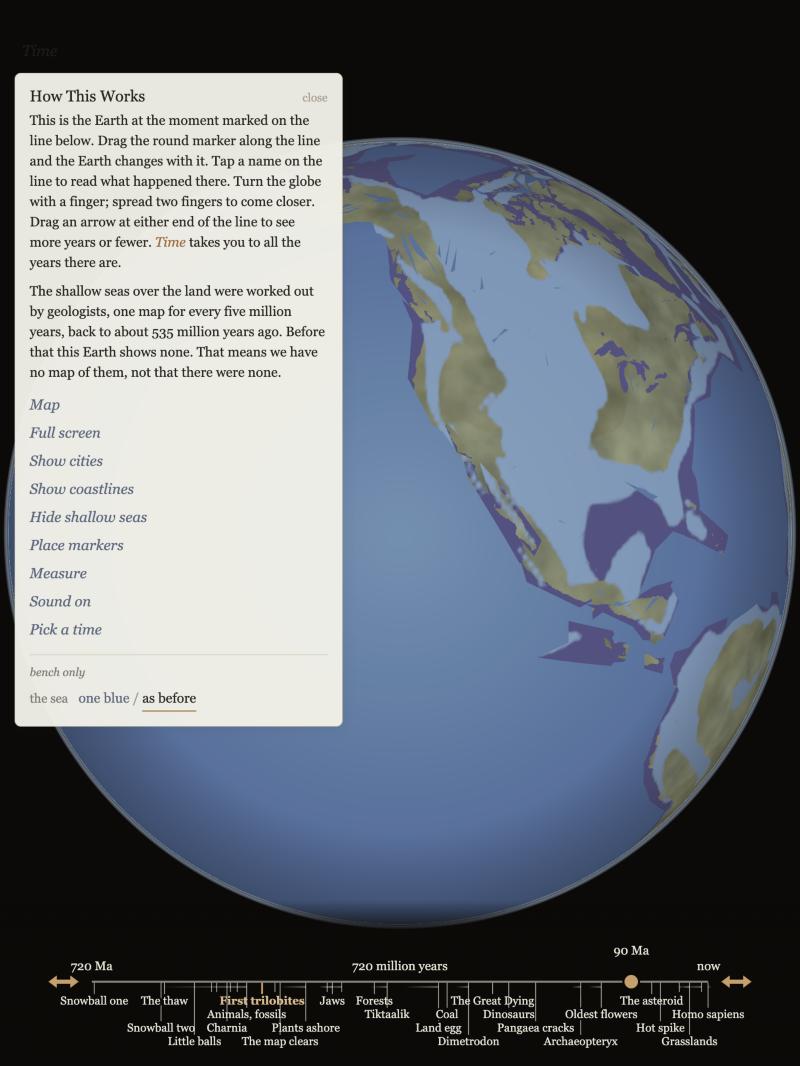 Time
How This Works
close
This is the Earth at the moment marked on the
line below. Drag the round marker along the line
and the Earth changes with it. Tap a name on the
line to read what happened there. Turn the globe
with a finger; spread two fingers to come closer.
Drag an arrow at either end of the line to see
more years or fewer. Time takes you to all the
years there are.
The shallow seas over the land were worked out
by geologists, one map for every five million
years, back to about 535 million years ago. Before
that this Earth shows none. That means we have
no map of them, not that there were none.
Map
Full screen
Show cities
Show coastlines
Hide shallow seas
Place markers
Measure
Sound on
Pick a time
bench only
the sea one blue / as before
90 Ma
720 Ma 720 million years now
Snowball one The thaw First trilobites Jaws Forests The Great Dying The asteroid
Animals, fossils Tiktaalik Coal Dinosaurs Oldest flowers Homo sapiens
Snowball two Charnia Plants ashore Land egg Pangaea cracks Hot spike
Little balls The map clears Dimetrodon Archaeopteryx Grasslands